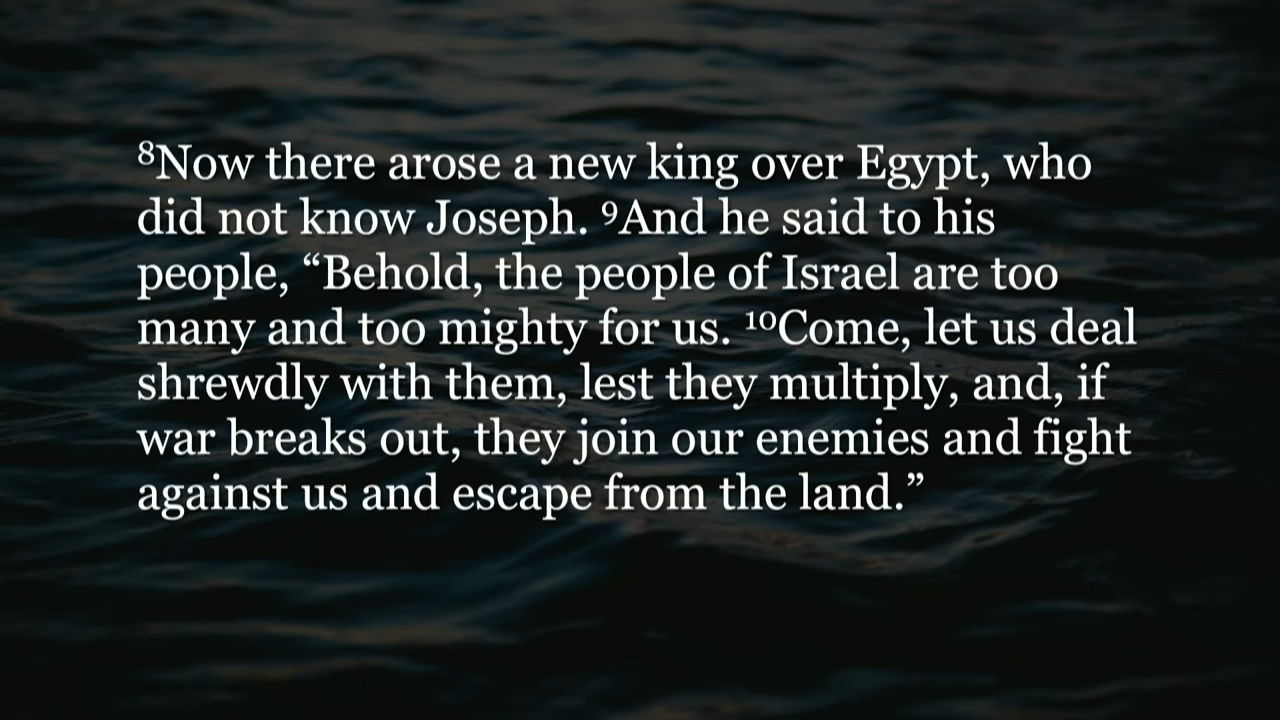 ⁸Now there arose a new king over Egypt, who
did not know Joseph. ⁹And he said to his
people, “Behold, the people of Israel are too
many and too mighty for us. ¹⁰Come, let us deal
shrewdly with them, lest they multiply, and, if
war breaks out, they join our enemies and fight
against us and escape from the land.”